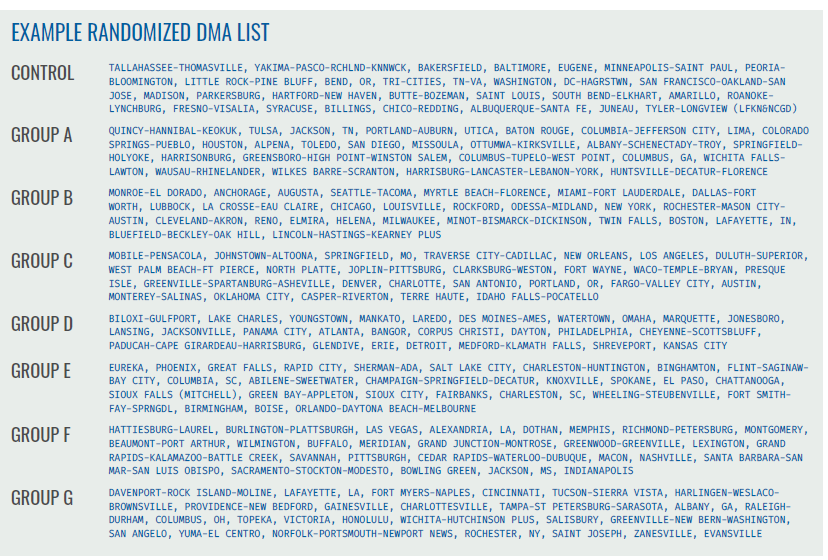 EXAMPLE RANDOMIZED DMA LIST
CONTROL
TALLAHASSEE-THOMASVILLE, YAKIMA-PASCO-RCHLND-KNNWCK, BAKERSFIELD, BALTIMORE, EUGENE, MINNEAPOLIS-SAINT PAUL, PEORIA-
BLOOMINGTON, LITTLE ROCK-PINE BLUFF, BEND, OR, TRI-CITIES, TN-VA, WASHINGTON, DC-HAGRSTWN, SAN FRANCISCO-OAKLAND-SAN
JOSE, MADISON, PARKERSBURG, HARTFORD-NEW HAVEN, BUTTE-BOZEMAN, SAINT LOUIS, SOUTH BEND-ELKHART, AMARILLO, ROANOKE-
LYNCHBURG, FRESNO-VISALIA, SYRACUSE, BILLINGS, CHICO-REDDING, ALBUQUERQUE-SANTA FE, JUNEAU, TYLER-LONGVIEW (LFKN&NCGD)
GROUP A
QUINCY-HANNIBAL-KEOKUK, TULSA, JACKSON, TN, PORTLAND-AUBURN, UTICA, BATON ROUGE, COLUMBIA-JEFFERSON CITY, LIMA, COLORADO
SPRINGS-PUEBLO, HOUSTON, ALPENA, TOLEDO, SAN DIEGO, MISSOULA, OTTUMWA-KIRKSVILLE, ALBANY-SCHENECTADY-TROY, SPRINGFIELD-
HOLYOKE, HARRISONBURG, GREENSBORO-HIGH POINT-WINSTON SALEM, COLUMBUS-TUPELO-WEST POINT, COLUMBUS, GA, WICHITA FALLS-
LAWTON, WAUSAU-RHINELANDER, WILKES BARRE-SCRANTON, HARRISBURG-LANCASTER-LEBANON-YORK, HUNTSVILLE-DECATUR-FLORENCE
GROUP B
MONROE-EL DORADO, ANCHORAGE, AUGUSTA, SEATTLE-TACOMA, MYRTLE BEACH-FLORENCE, MIAMI-FORT LAUDERDALE, DALLAS-FORT
WORTH, LUBBOCK, LA CROSSE-EAU CLAIRE, CHICAGO, LOUISVILLE, ROCKFORD, ODESSA-MIDLAND, NEW YORK, ROCHESTER-MASON CITY-
AUSTIN, CLEVELAND-AKRON, RENO, ELMIRA, HELENA, MILWAUKEE, MINOT-BISMARCK-DICKINSON, TWIN FALLS, BOSTON, LAFAYETTE, IN,
BLUEFIELD-BECKLEY-OAK HILL, LINCOLN-HASTINGS-KEARNEY PLUS
GROUP C
MOBILE-PENSACOLA, JOHNSTOWN-ALTOONA, SPRINGFIELD, MO, TRAVERSE CITY-CADILLAC, NEW ORLEANS, LOS ANGELES, DULUTH-SUPERIOR,
WEST PALM BEACH-FT PIERCE, NORTH PLATTE, JOPLIN-PITTSBURG, CLARKSBURG-WESTON, FORT WAYNE, WACO-TEMPLE-BRYAN, PRESQUE
ISLE, GREENVILLE-SPARTANBURG-ASHEVILLE, DENVER, CHARLOTTE, SAN ANTONIO, PORTLAND, OR, FARGO-VALLEY CITY, AUSTIN,
MONTEREY-SALINAS, OKLAHOMA CITY, CASPER-RIVERTON, TERRE HAUTE, IDAHO FALLS-POCATELLO
GROUP D
BILOXI-GULFPORT, LAKE CHARLES, YOUNGSTOWN, MANKATO, LAREDO, DES MOINES-AMES, WATERTOWN, OMAHA, MARQUETTE, JONESBORO,
LANSING, JACKSONVILLE, PANAMA CITY, ATLANTA, BANGOR, CORPUS CHRISTI, DAYTON, PHILADELPHIA, CHEYENNE-SCOTTSBLUFF,
PADUCAH-CAPE GIRARDEAU-HARRISBURG, GLENDIVE, ERIE, DETROIT, MEDFORD-KLAMATH FALLS, SHREVEPORT, KANSAS CITY
GROUP E
EUREKA, PHOENIX, GREAT FALLS, RAPID CITY, SHERMAN-ADA, SALT LAKE CITY, CHARLESTON-HUNTINGTON, BINGHAMTON, FLINT-SAGINAW-
BAY CITY, COLUMBIA, SC, ABILENE-SWEETWATER, CHAMPAIGN-SPRINGFIELD-DECATUR, KNOXVILLE, SPOKANE, EL PASO, CHATTANOOGA,
SIOUX FALLS (MITCHELL), GREEN BAY-APPLETON, SIOUX CITY, FAIRBANKS, CHARLESTON, SC, WHEELING-STEUBENVILLE, FORT SMITH-
FAY-SPRNGDL, BIRMINGHAM, BOISE, ORLANDO-DAYTONA BEACH-MELBOURNE
GROUP F
HATTIESBURG-LAUREL, BURLINGTON-PLATTSBURGH, LAS VEGAS, ALEXANDRIA, LA, DOTHAN, MEMPHIS, RICHMOND-PETERSBURG, MONTGOMERY,
BEAUMONT-PORT ARTHUR, WILMINGTON, BUFFALO, MERIDIAN, GRAND JUNCTION-MONTROSE, GREENWOOD-GREENVILLE, LEXINGTON, GRAND
RAPIDS-KALAMAZOO-BATTLE CREEK, SAVANNAH, PITTSBURGH, CEDAR RAPIDS-WATERLOO-DUBUQUE, MACON, NASHVILLE, SANTA BARBARA-SAN
MAR-SAN LUIS OBISPO, SACRAMENTO-STOCKTON-MODESTO, BOWLING GREEN, JACKSON, MS, INDIANAPOLIS
GROUP G
DAVENPORT-ROCK ISLAND-MOLINE, LAFAYETTE, LA, FORT MYERS-NAPLES, CINCINNATI, TUCSON-SIERRA VISTA, HARLINGEN-WESLACO-
BROWNSVILLE, PROVIDENCE-NEW BEDFORD, GAINESVILLE, CHARLOTTESVILLE, TAMPA-ST PETERSBURG-SARASOTA, ALBANY, GA, RALEIGH-
DURHAM, COLUMBUS, OH, TOPEKA, VICTORIA, HONOLULU, WICHITA-HUTCHINSON PLUS, SALISBURY, GREENVILLE-NEW BERN-WASHINGTON,
SAN ANGELO, YUMA-EL CENTRO, NORFOLK-PORTSMOUTH-NEWPORT NEWS, ROCHESTER, NY, SAINT JOSEPH, ZANESVILLE, EVANSVILLE